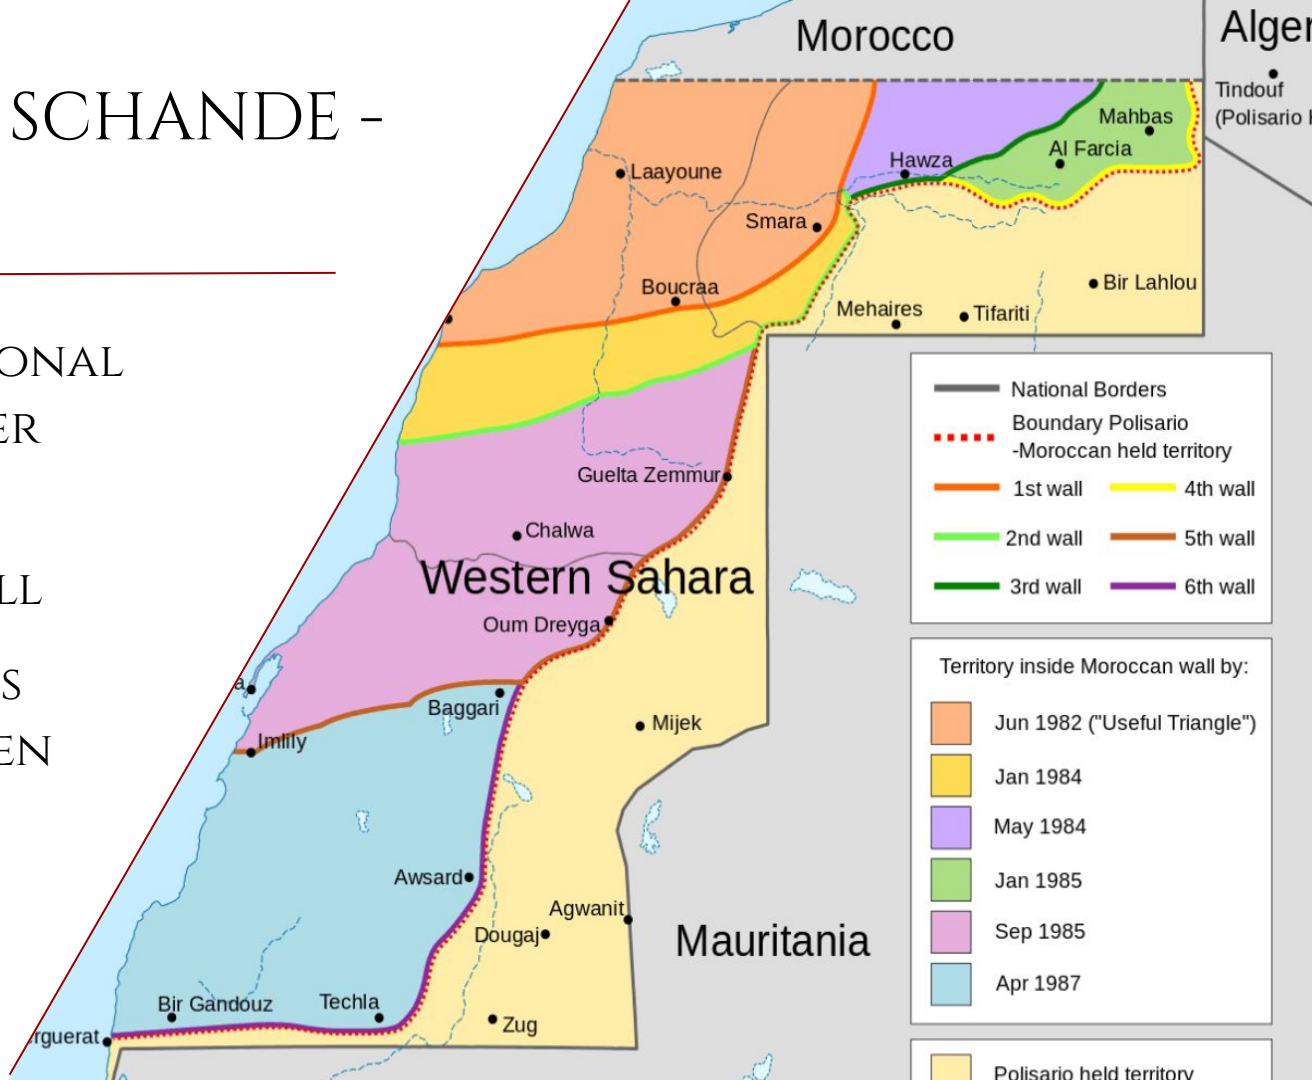 SCHANDE -
ONAL
ER
LL
S
EN
Morocco
Alger
Tindouf
(Polisario
Mahbas
Al Farcia
Hawza
Laayoune
Smara
Boucraa
Bir Lahlou
Mehaires
Tifariti
Guelta Zemmur
Chalwa
Western Sahara
Oum Dreyga
a
Baggari
Imlily
Mijek
Awsard
Agwanit
Dougaj
Mauritania
Bir Gandouz
Techla
Zug
rguerat
National Borders
Boundary Polisario
-Moroccan held territory
1st wall
4th wall
2nd wall
5th wall
3rd wall
6th wall
Territory inside Moroccan wall by:
Jun 1982 ("Useful Triangle")
Jan 1984
May 1984
Jan 1985
Sep 1985
Apr 1987
Polisario held territory